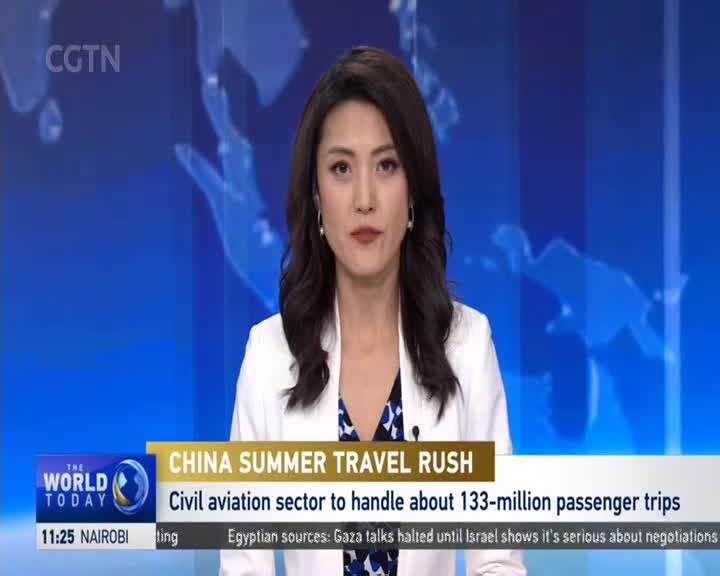 CGTN
CHINA SUMMER TRAVEL RUSH
THE
WORLD
TODAY
Civil aviation sector to handle about 133-million passenger trips
11:25 NAIROBI
ting Egyptian sources: Gaza talks halted until Israel shows it's serious about negotiations